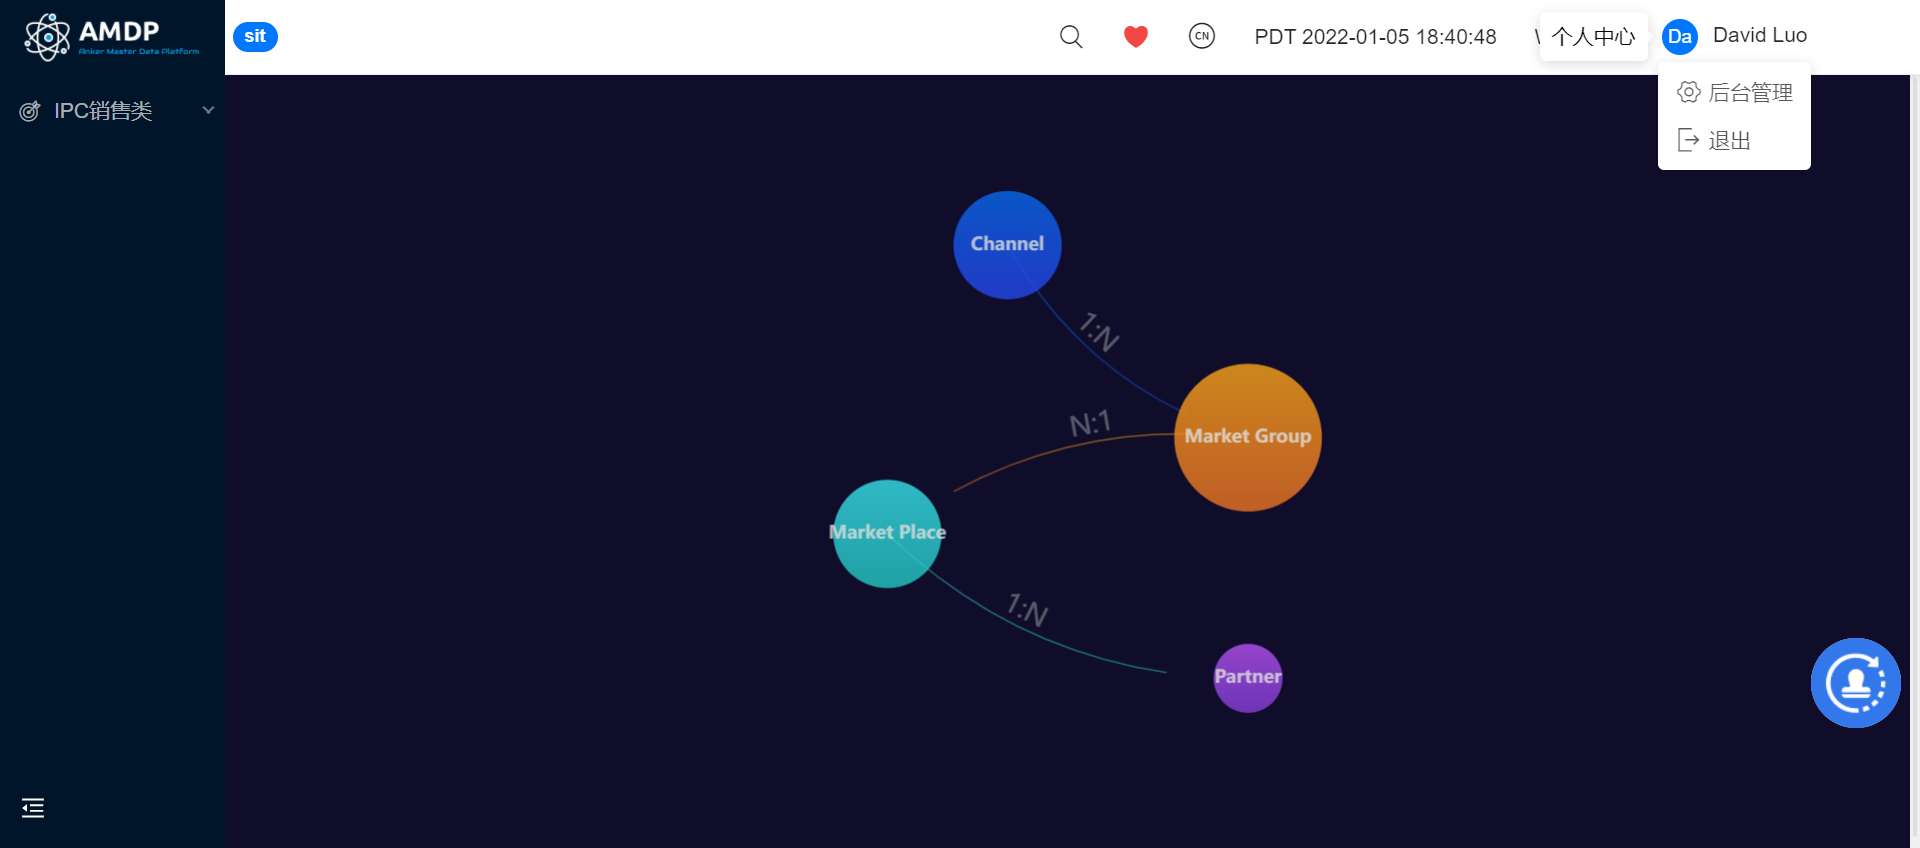 AMDP
Anker Master Data Platform
sit
CN
PDT 2022-01-05 18:40:48
个人中心
Da
David Luo
后台管理
退出
IPC销售类
Channel
1:N
Market Group
N:1
Market Place
1:N
Partner